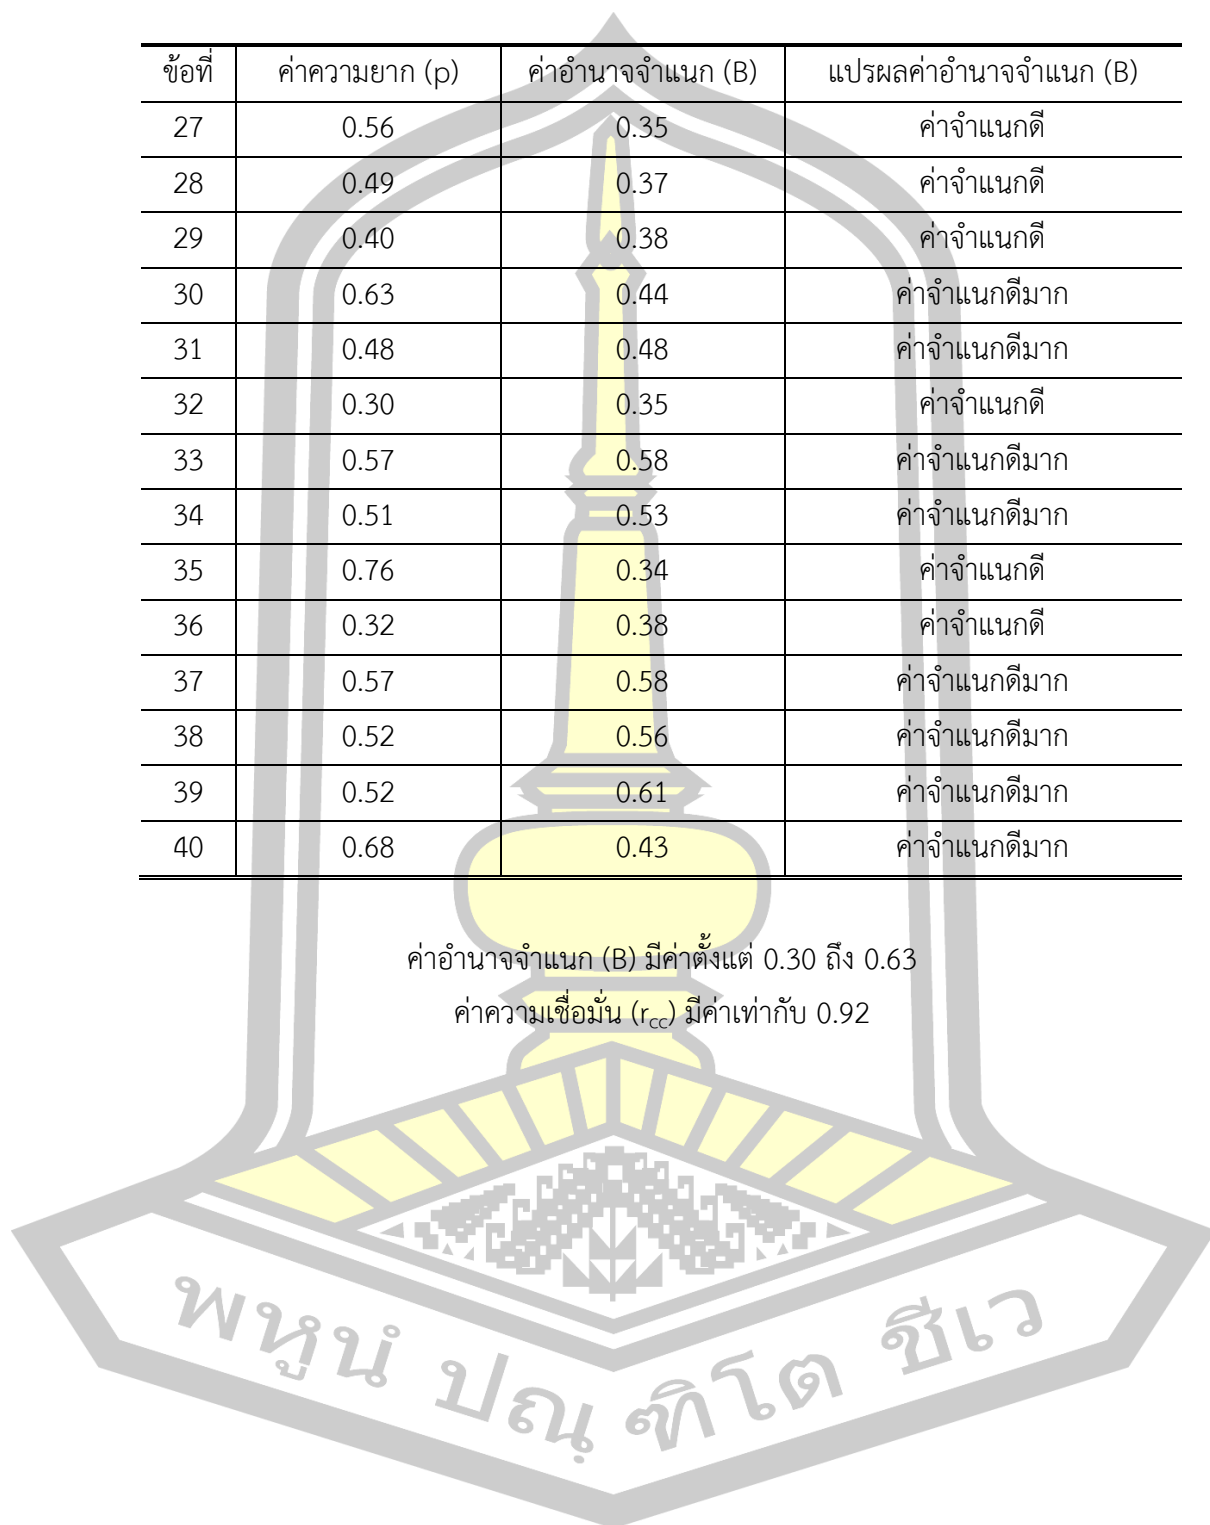 ข้อที่ ค่าความยาก (p) ค่าอำนาจจำแนก (B) แปรผลค่าอำนาจจำแนก (B)
27 0.56 0.35 ค่าจำแนกดี
28 0.49 0.37 ค่าจำแนกดี
29 0.40 0.38 ค่าจำแนกดี
30 0.63 0.44 ค่าจำแนกดีมาก
31 0.48 0.48 ค่าจำแนกดีมาก
32 0.30 0.35 ค่าจำแนกดี
33 0.57 0.58 ค่าจำแนกดีมาก
34 0.51 0.53 ค่าจำแนกดีมาก
35 0.76 0.34 ค่าจำแนกดี
36 0.32 0.38 ค่าจำแนกดี
37 0.57 0.58 ค่าจำแนกดีมาก
38 0.52 0.56 ค่าจำแนกดีมาก
39 0.52 0.61 ค่าจำแนกดีมาก
40 0.68 0.43 ค่าจำแนกดีมาก
ค่าอำนาจจำแนก (B) มีค่าตั้งแต่ 0.30 ถึง 0.63
ค่าความเชื่อมั่น (rcc) มีค่าเท่ากับ 0.92
พหูนํ ปณฺฑิโต ชีเว